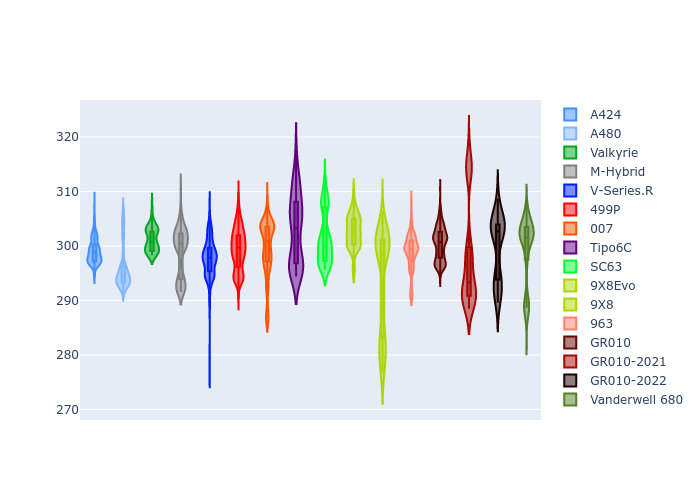 320
310
300
290
280
270
A424
A480
Valkyrie
M-Hybrid
V-Series.R
499P
007
Tipo6C
SC63
9X8Evo
9X8
963
GR010
GR010-2021
GR010-2022
Vanderwell 680